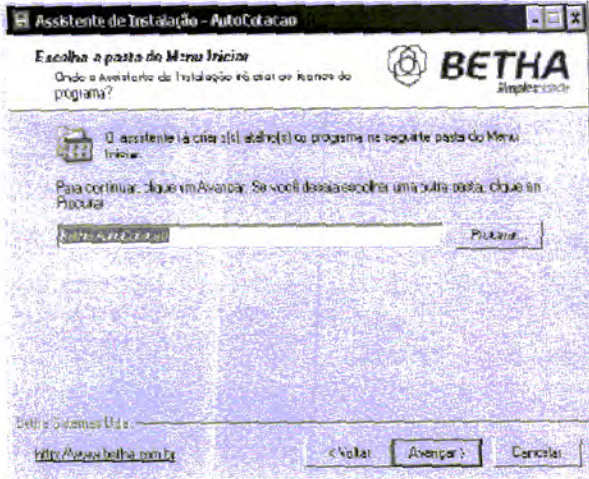 Assistente de Instalação - AutoCotacao
Escolha a pasta do Menu Iniciar
Onde o Assistente de Instalação irá criar os ícones do
programa?
BETHA
O assistente irá criar o(s) atalho(s) do programa na seguinte pasta do Menu
Iniciar.
Para continuar, clique em Avançar. Se você deseja escolher uma outra pasta, clique em
Procurar.
Procurar...
Betha Sistemas Ltda.
http://www.betha.com.br
< Voltar
Avançar >
Cancelar